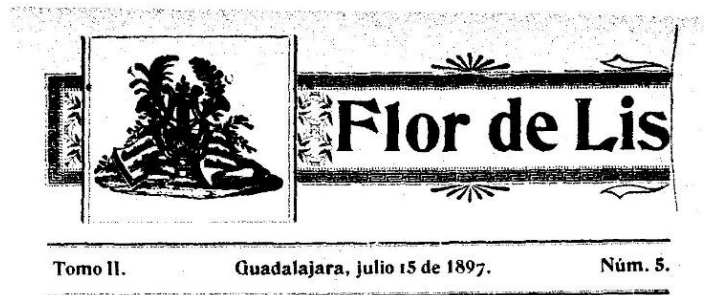 Flor de Lis
Tomo II. Guadalajara, julio 15 de 1897. Núm. 5.